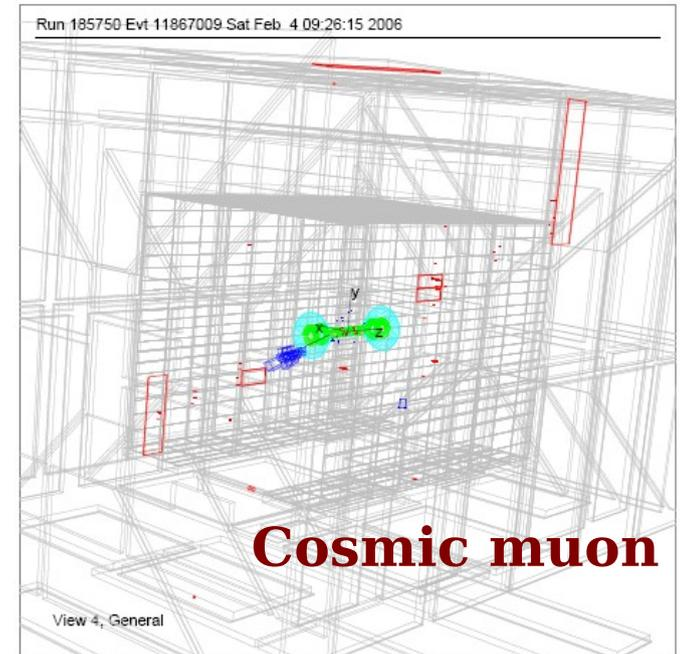 Run 185750 Evt 11867009 Sat Feb 4 09:26:15 2006
y
x
z
Cosmic muon
View 4, General